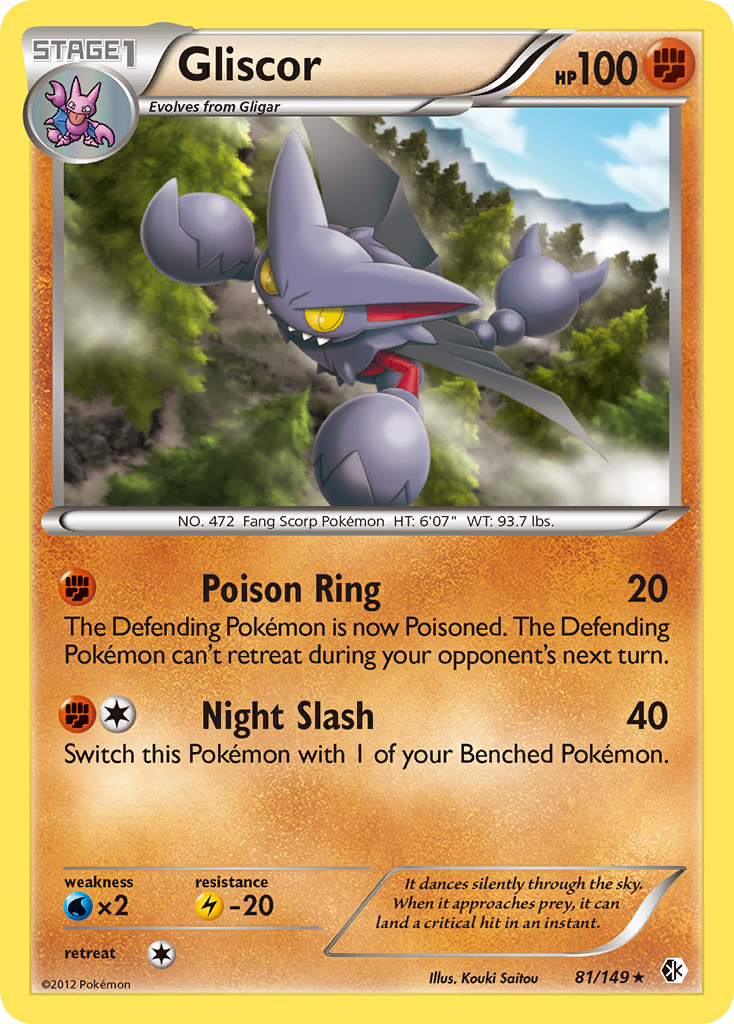 STAGE1
Gliscor
HP100
Evolves from Gligar
NO. 472 Fang Scorp Pokémon HT: 6'07" WT: 93.7 lbs.
Poison Ring 20
The Defending Pokémon is now Poisoned. The Defending
Pokémon can't retreat during your opponent's next turn.
Night Slash 40
Switch this Pokémon with 1 of your Benched Pokémon.
weakness resistance
×2 -20
retreat
It dances silently through the sky.
When it approaches prey, it can
land a critical hit in an instant.
©2012 Pokémon
Illus. Kouki Saitou 81/149 ★